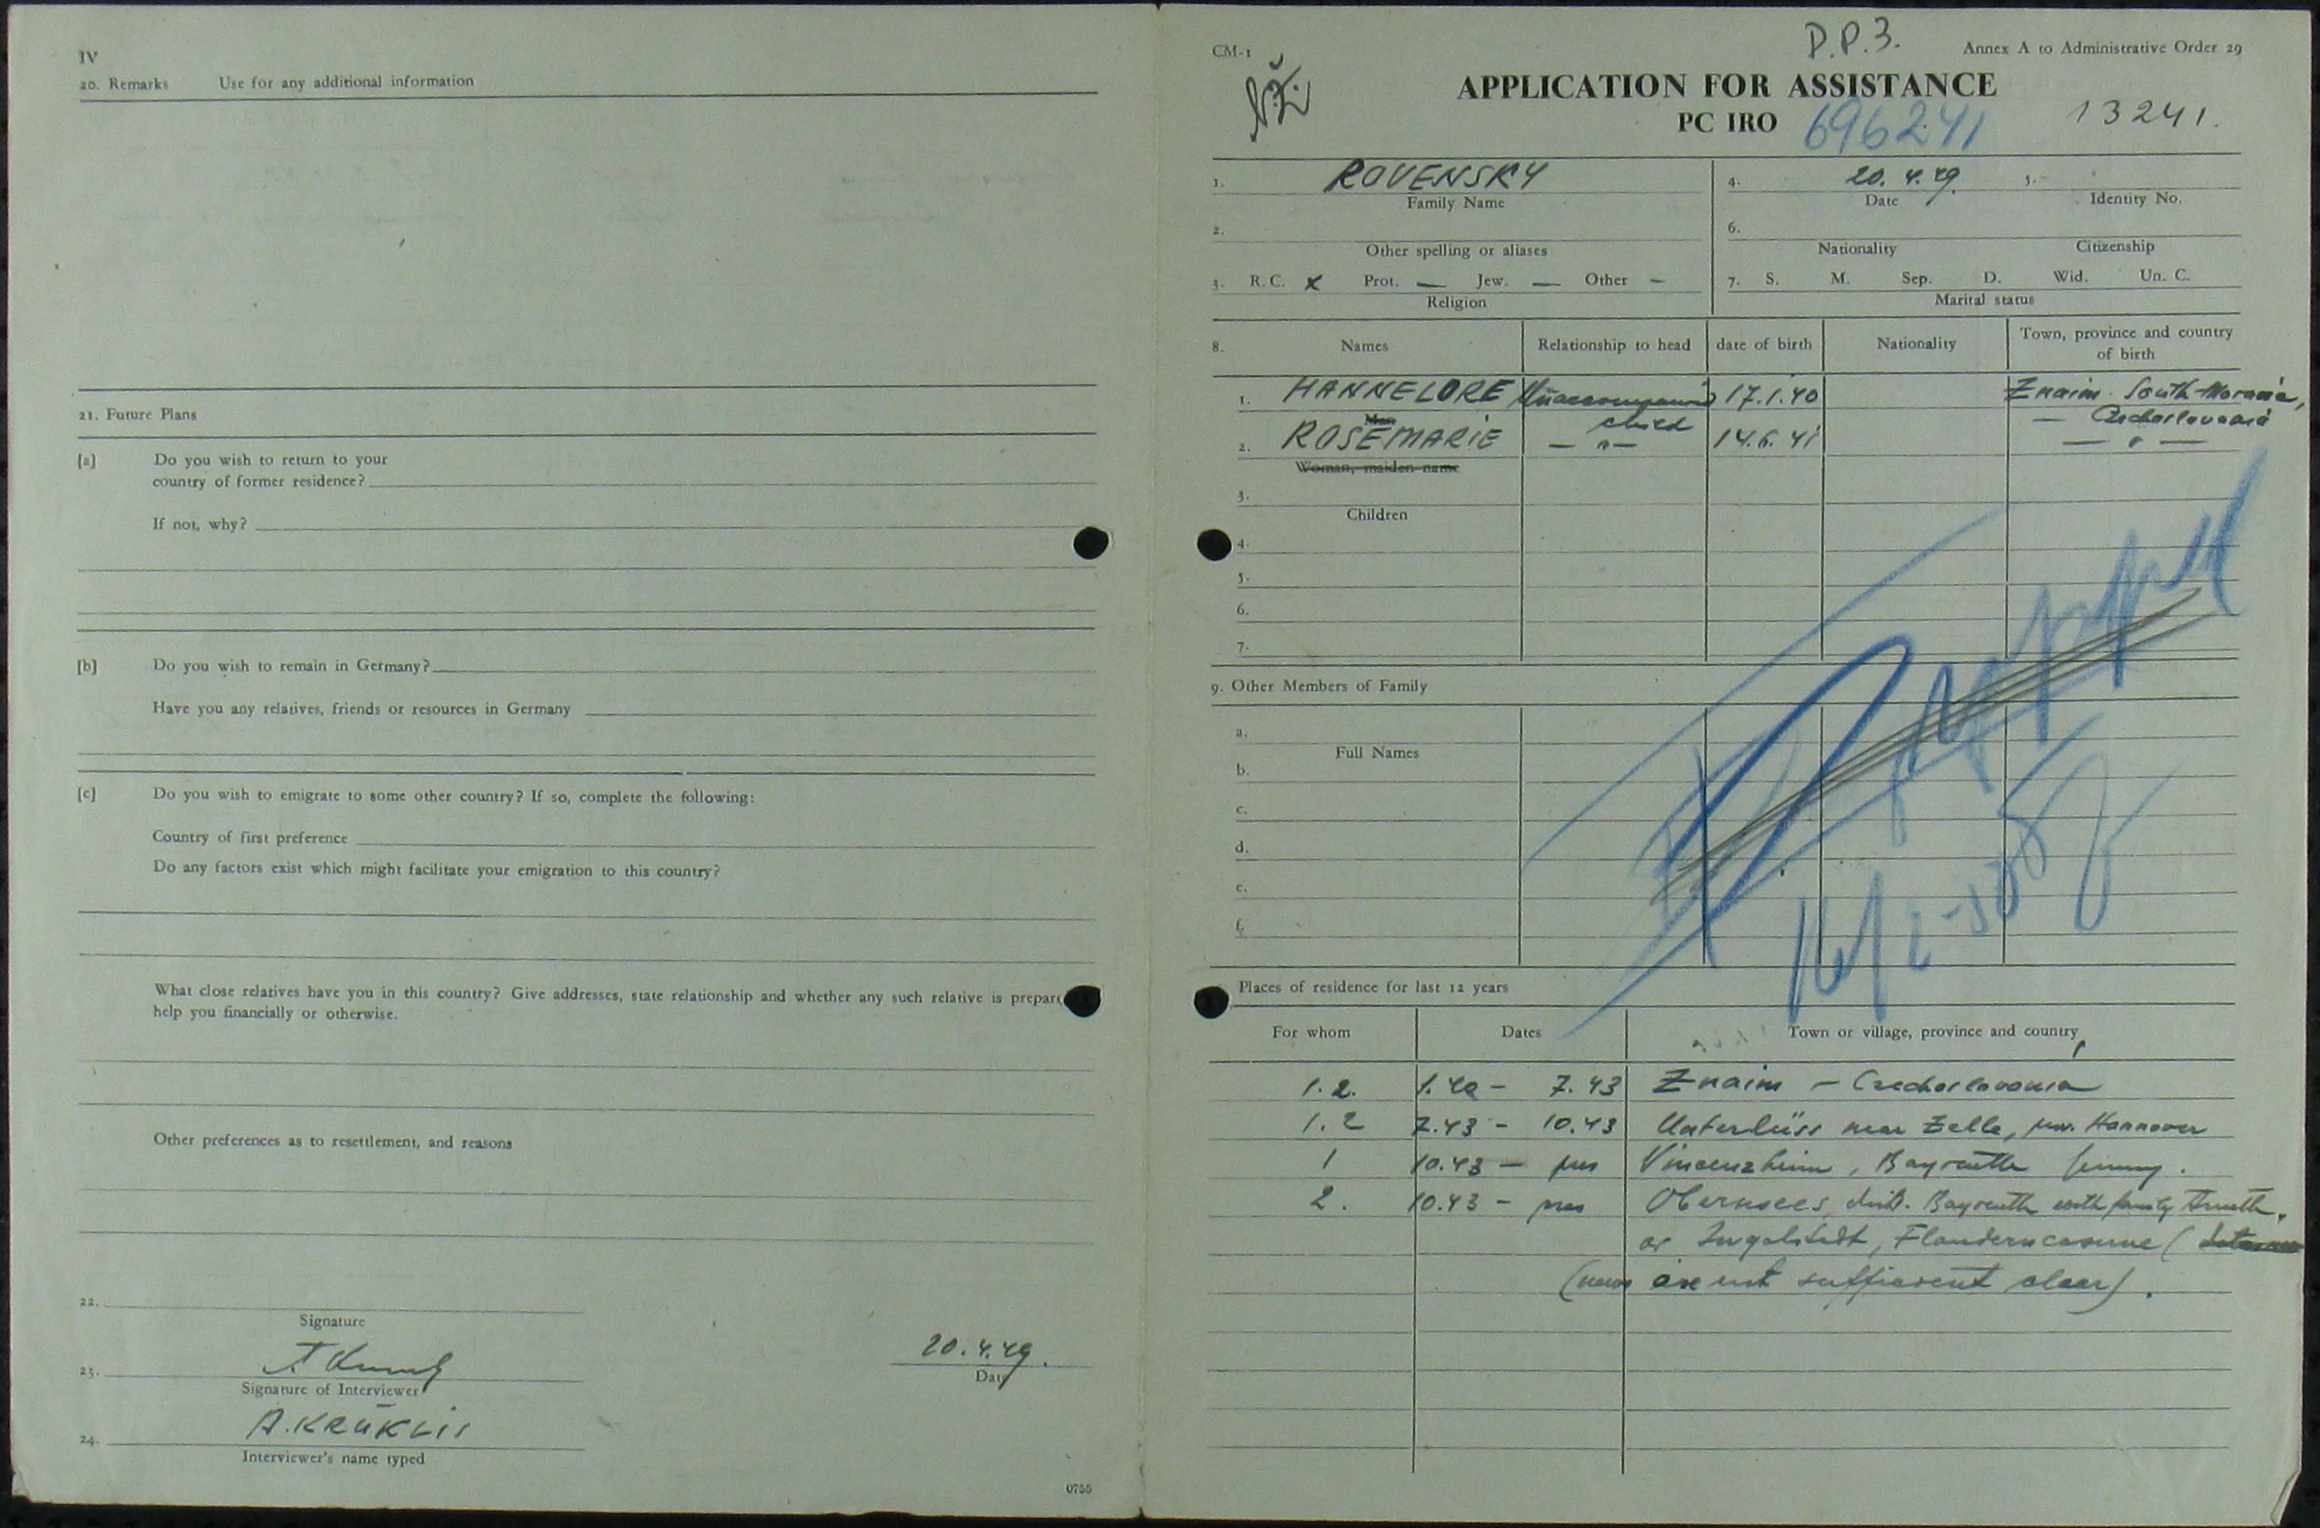 IV
20. Remarks Use for any additional information
21. Future Plans
[a] Do you wish to return to your
country of former residence?
If not, why?
[b] Do you wish to remain in Germany?
Have you any relatives, friends or resources in Germany
[c] Do you wish to emigrate to some other country? If so, complete the following:
Country of first preference
Do any factors exist which might facilitate your emigration to this country?
What close relatives have you in this country? Give addresses, state relationship and whether any such relative is prepar
help you financially or otherwise.
Other preferences as to resettlement, and reasons
22.
Signature
23.
Signature of Interviewer
20.4.49.
Date
A. KRŪKLIS
24.
Interviewer's name typed
0755
CM-1 D.P.3. Annex A to Administrative Order 29
APPLICATION FOR ASSISTANCE
PC IRO 696241 13241.
1. ROVENSKY 4. 20. 4. 49. 5.
Family Name Date Identity No.
2. 6.
Other spelling or aliases Nationality Citizenship
3. R.C. x Prot. — Jew. — Other — 7. S. M. Sep. D. Wid. Un. C.
Religion Marital status
8. Names Relationship to head date of birth Nationality Town, province and country
of birth
1. HANNELORE Unaccompanied 17.1.40 Znaim South-Moravia,
Man child — Czechoslovakia
2. ROSEMARIE — " — 14.6.41 — " —
Woman, maiden name
3.
Children
4.
5.
6.
7.
9. Other Members of Family
a.
Full Names
b.
c.
d.
e.
f.
Places of residence for last 12 years
For whom Dates Town or village, province and country
1.2. 1.40 - 7.43 Znaim - Czechoslovakia
1.2 7.43 - 10.43 Unterlüss near Zelle, prov. Hannover
1 10.43 - pres Vincenzheim, Bayreuth Germany.
2. 10.43 - pres Obernsees, distr. Bayreuth with family
or Ingolstadt, Flanderncaserne (
(news are not sufficient clear).